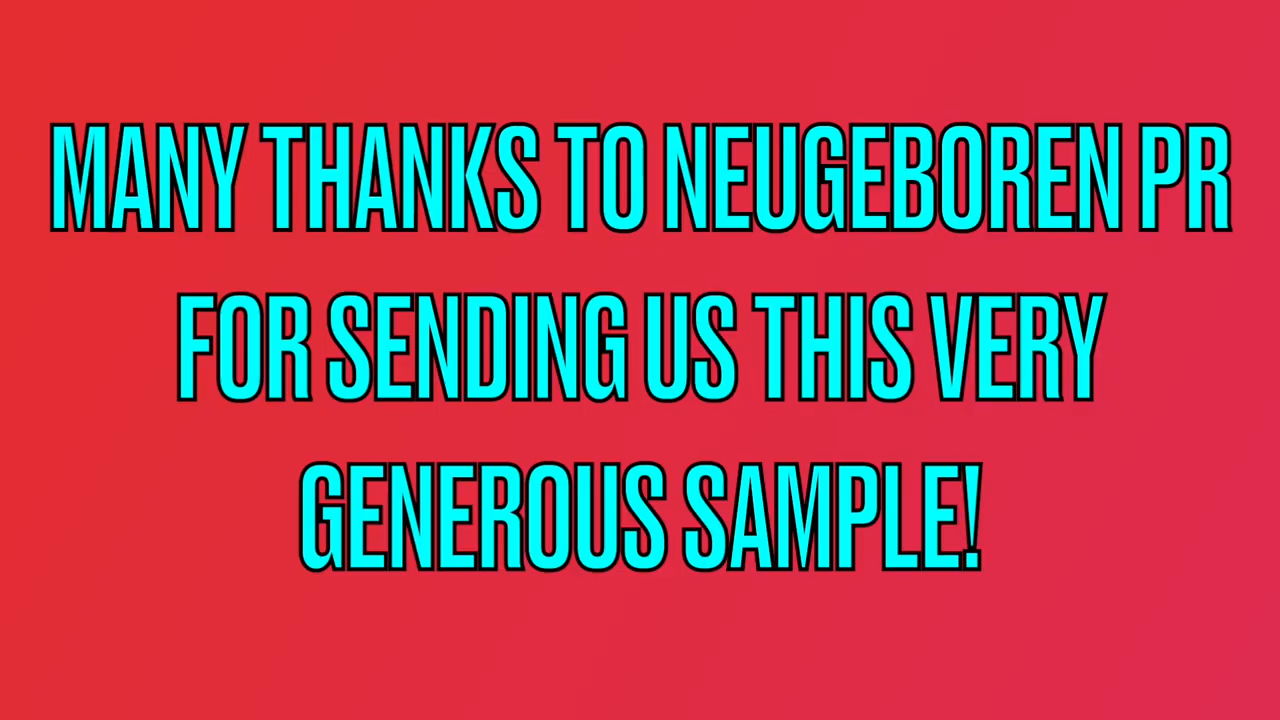 MANY THANKS TO NEUGEBOREN PR
FOR SENDING US THIS VERY
GENEROUS SAMPLE!